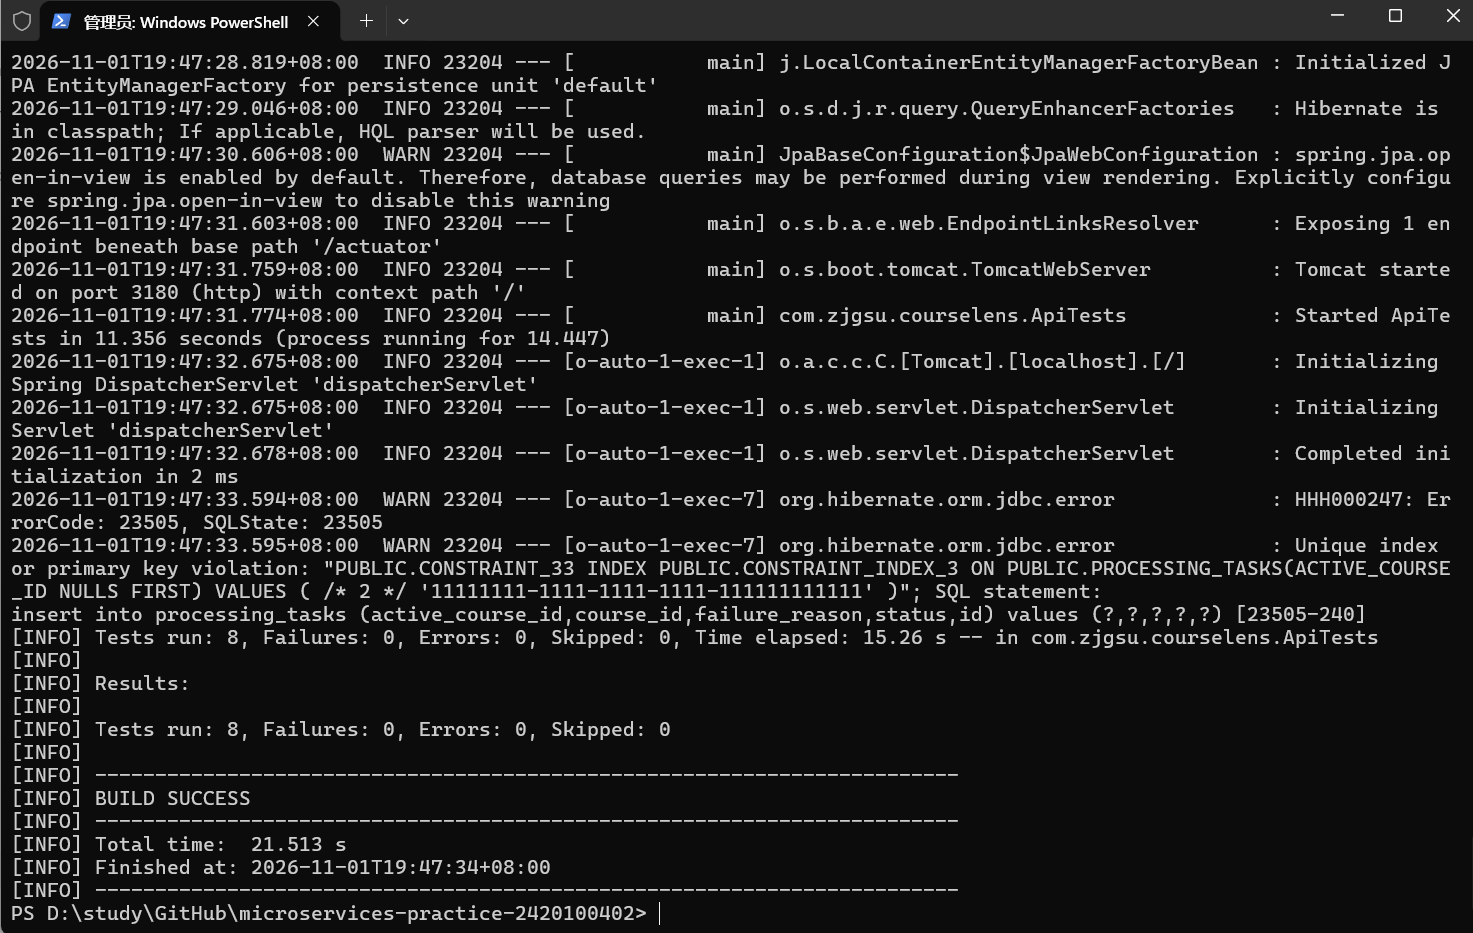 管理员: Windows PowerShell
2026-11-01T19:47:28.819+08:00  INFO 23204 --- [           main] j.LocalContainerEntityManagerFactoryBean : Initialized J
PA EntityManagerFactory for persistence unit 'default'
2026-11-01T19:47:29.046+08:00  INFO 23204 --- [           main] o.s.d.j.r.query.QueryEnhancerFactories   : Hibernate is
in classpath; If applicable, HQL parser will be used.
2026-11-01T19:47:30.606+08:00  WARN 23204 --- [           main] JpaBaseConfiguration$JpaWebConfiguration : spring.jpa.op
en-in-view is enabled by default. Therefore, database queries may be performed during view rendering. Explicitly configu
re spring.jpa.open-in-view to disable this warning
2026-11-01T19:47:31.603+08:00  INFO 23204 --- [           main] o.s.b.a.e.web.EndpointLinksResolver      : Exposing 1 en
dpoint beneath base path '/actuator'
2026-11-01T19:47:31.759+08:00  INFO 23204 --- [           main] o.s.boot.tomcat.TomcatWebServer          : Tomcat starte
d on port 3180 (http) with context path '/'
2026-11-01T19:47:31.774+08:00  INFO 23204 --- [           main] com.zjgsu.courselens.ApiTests            : Started ApiTe
sts in 11.356 seconds (process running for 14.447)
2026-11-01T19:47:32.675+08:00  INFO 23204 --- [o-auto-1-exec-1] o.a.c.c.C.[Tomcat].[localhost].[/]       : Initializing
Spring DispatcherServlet 'dispatcherServlet'
2026-11-01T19:47:32.675+08:00  INFO 23204 --- [o-auto-1-exec-1] o.s.web.servlet.DispatcherServlet        : Initializing
Servlet 'dispatcherServlet'
2026-11-01T19:47:32.678+08:00  INFO 23204 --- [o-auto-1-exec-1] o.s.web.servlet.DispatcherServlet        : Completed ini
tialization in 2 ms
2026-11-01T19:47:33.594+08:00  WARN 23204 --- [o-auto-1-exec-7] org.hibernate.orm.jdbc.error             : HHH000247: Er
rorCode: 23505, SQLState: 23505
2026-11-01T19:47:33.595+08:00  WARN 23204 --- [o-auto-1-exec-7] org.hibernate.orm.jdbc.error             : Unique index
or primary key violation: "PUBLIC.CONSTRAINT_33 INDEX PUBLIC.CONSTRAINT_INDEX_3 ON PUBLIC.PROCESSING_TASKS(ACTIVE_COURSE
_ID NULLS FIRST) VALUES ( /* 2 */ '11111111-1111-1111-1111-111111111111' )"; SQL statement:
insert into processing_tasks (active_course_id,course_id,failure_reason,status,id) values (?,?,?,?,?) [23505-240]
[INFO] Tests run: 8, Failures: 0, Errors: 0, Skipped: 0, Time elapsed: 15.26 s -- in com.zjgsu.courselens.ApiTests
[INFO]
[INFO] Results:
[INFO]
[INFO] Tests run: 8, Failures: 0, Errors: 0, Skipped: 0
[INFO]
[INFO] ------------------------------------------------------------------------
[INFO] BUILD SUCCESS
[INFO] ------------------------------------------------------------------------
[INFO] Total time:  21.513 s
[INFO] Finished at: 2026-11-01T19:47:34+08:00
[INFO] ------------------------------------------------------------------------
PS D:\study\GitHub\microservices-practice-2420100402>